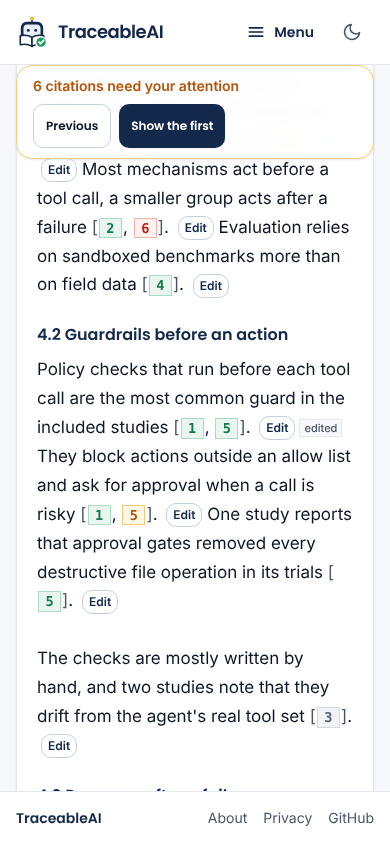 TraceableAI
Menu
6 citations need your attention
Previous
Show the first
Edit Most mechanisms act before a
tool call, a smaller group acts after a
failure [2, 6]. Edit Evaluation relies
on sandboxed benchmarks more than
on field data [4]. Edit
4.2 Guardrails before an action
Policy checks that run before each tool
call are the most common guard in the
included studies [1, 5]. Edit edited
They block actions outside an allow list
and ask for approval when a call is
risky [1, 5]. Edit One study reports
that approval gates removed every
destructive file operation in its trials [
5]. Edit
The checks are mostly written by
hand, and two studies note that they
drift from the agent's real tool set [3].
Edit
TraceableAI
About
Privacy
GitHub